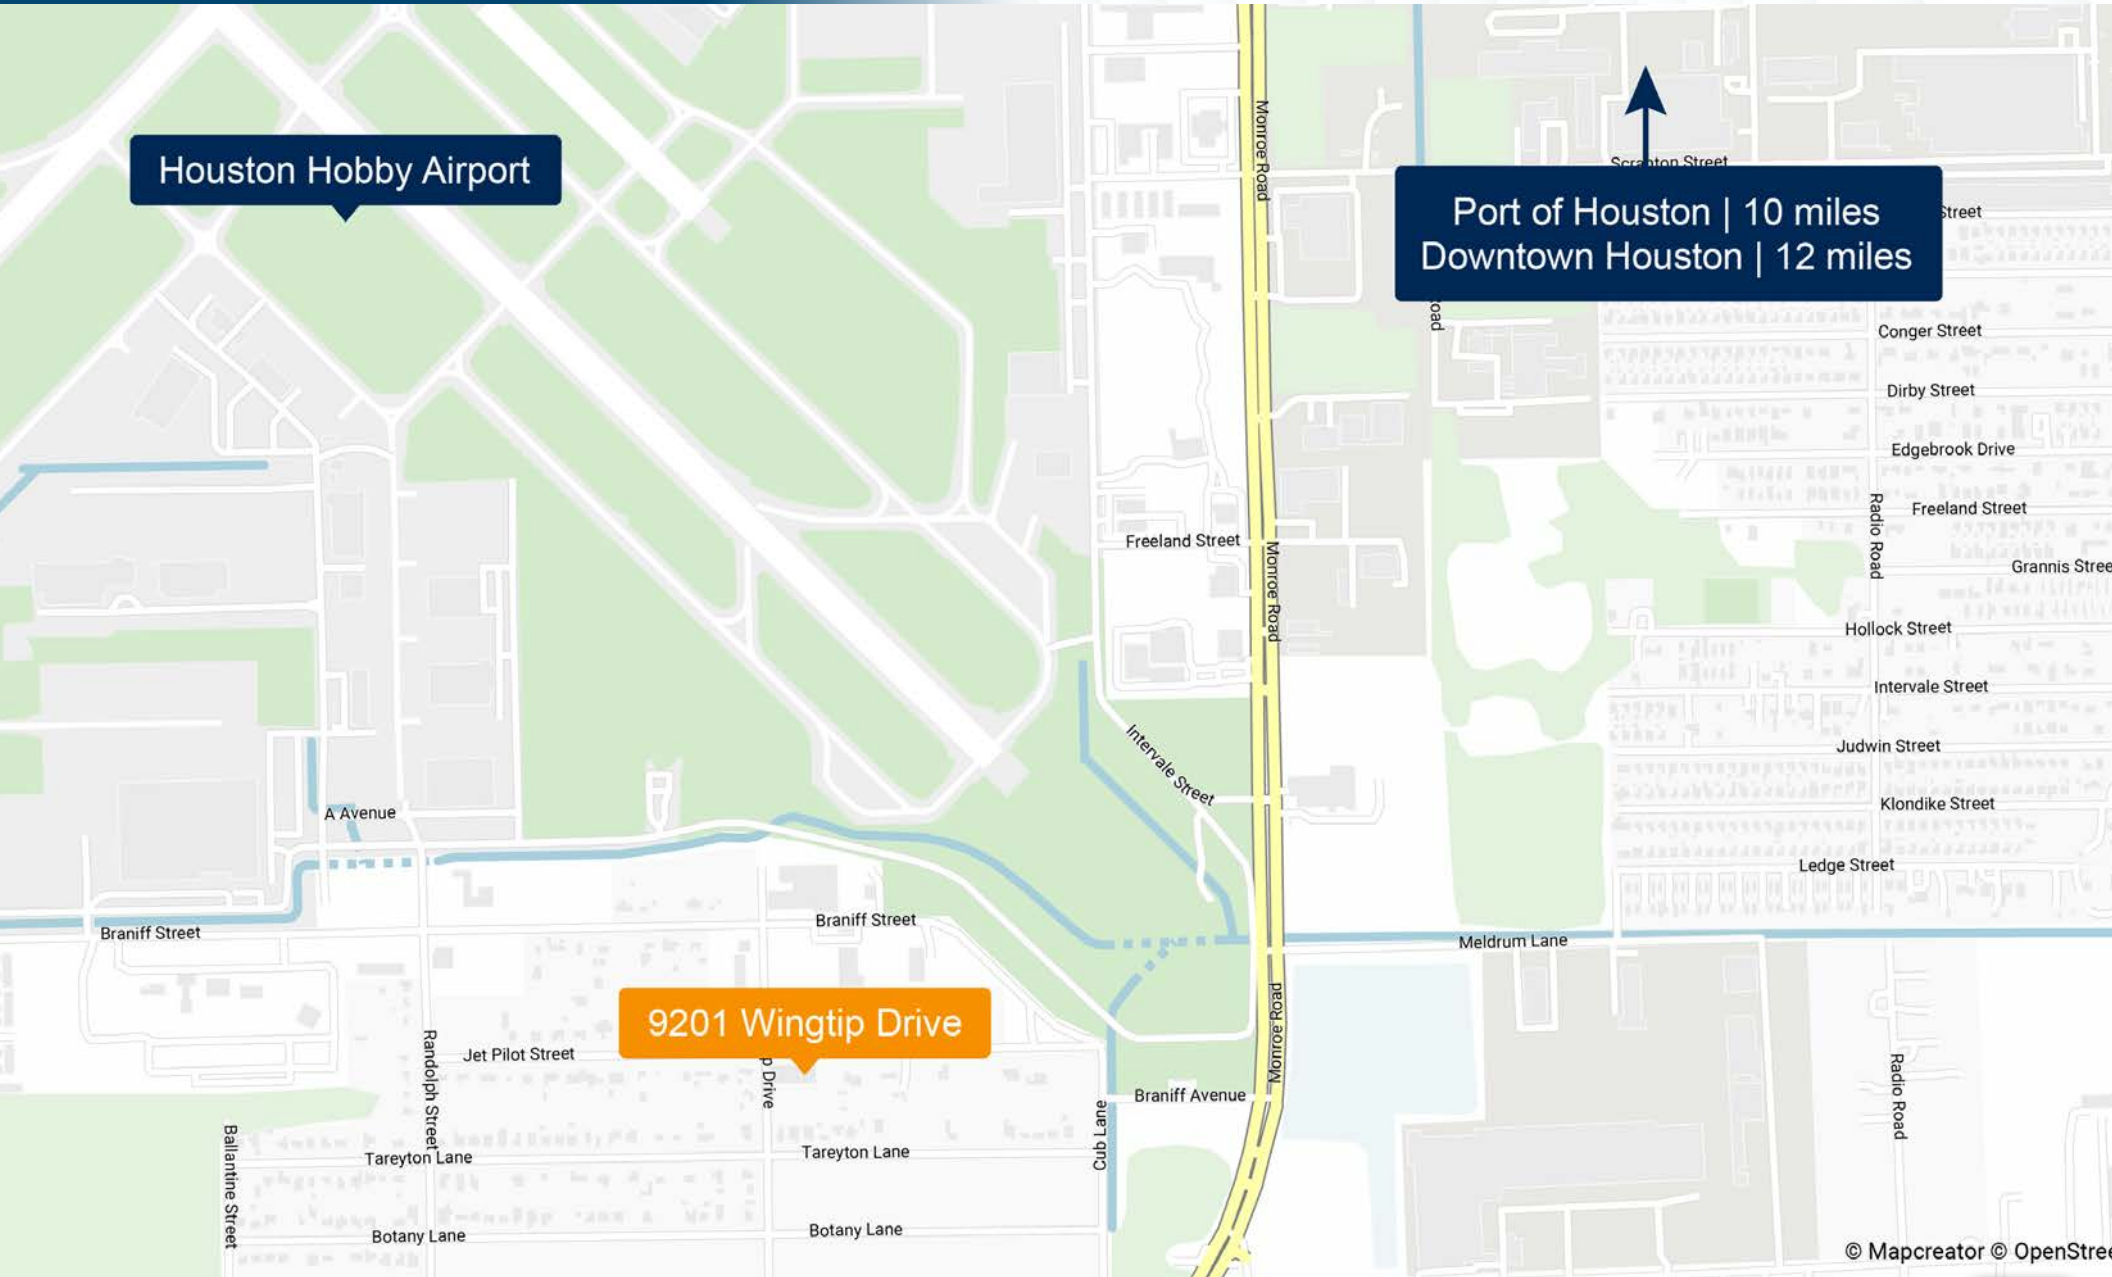 Houston Hobby Airport
Monroe Road
Scranton Street
Port of Houston | 10 miles
Downtown Houston | 12 miles
Street
Conger Street
Dirby Street
Edgebrook Drive
Freeland Street
Radio Road
Freeland Street
Monroe Road
Grannis Stree
Hollock Street
Intervale Street
Intervale Street
Judwin Street
Klondike Street
A Avenue
Ledge Street
Braniff Street
Braniff Street
Meldrum Lane
9201 Wingtip Drive
Monroe Road
Jet Pilot Street
Randolph Street
p Drive
Radio Road
Braniff Avenue
Cub Lane
Ballantine Street
Tareyton Lane
Tareyton Lane
Botany Lane
Botany Lane
© Mapcreator © OpenStree